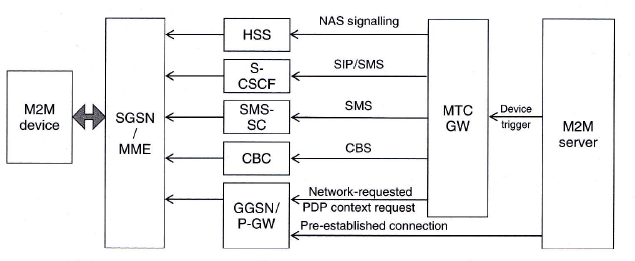 M2M
device
SGSN
/
MME
HSS
S-
CSCF
SMS-
SC
CBC
GGSN/
P-GW
NAS signalling
SIP/SMS
SMS
CBS
Network-requested
PDP context request
Pre-established connection
MTC
GW
Device
trigger
M2M
server